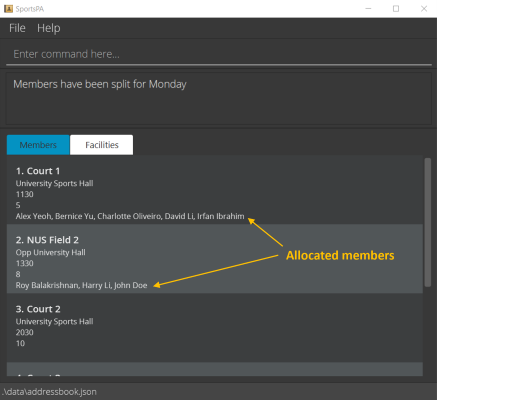 SportsPA
File Help
Enter command here...
Members have been split for Monday
Members Facilities
1. Court 1
University Sports Hall
1130
5
Alex Yeoh, Bernice Yu, Charlotte Oliveiro, David Li, Irfan Ibrahim
2. NUS Field 2
Opp University Hall
1330
8
Roy Balakrishnan, Harry Li, John Doe
Allocated members
3. Court 2
University Sports Hall
2030
10
.\data\addressbook.json